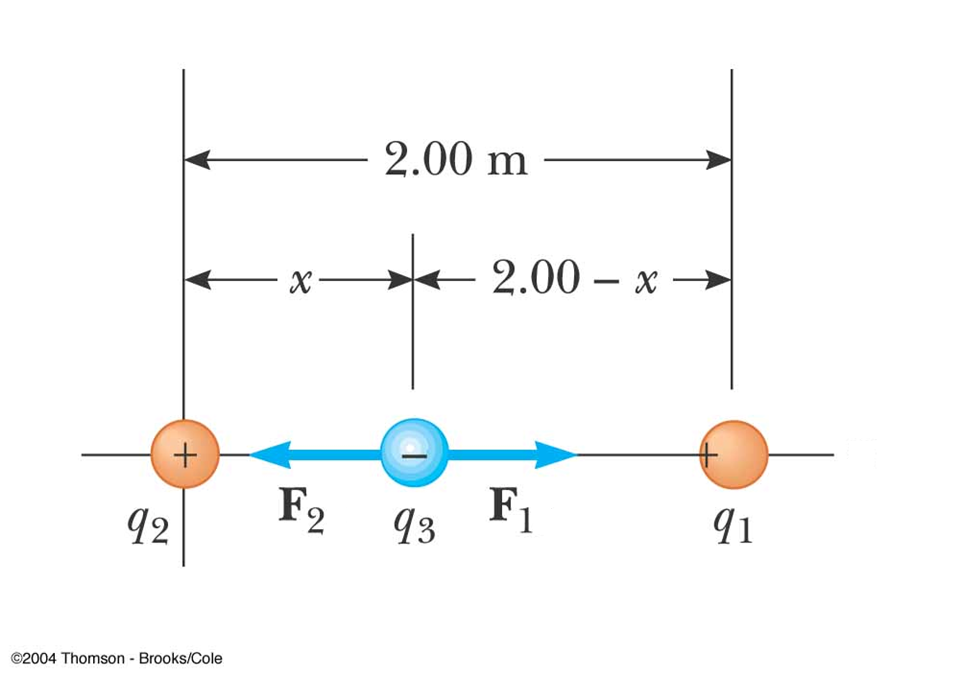 2.00 m
x 2.00 – x
+ – +
q2 F2 q3 F1 q1
©2004 Thomson - Brooks/Cole